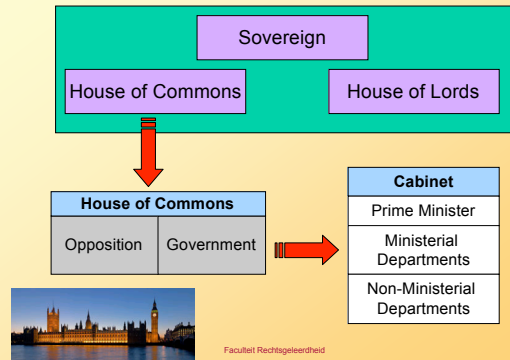 Sovereign
House of Commons
House of Lords
House of Commons
Opposition
Government
Cabinet
Prime Minister
Ministerial
Departments
Non-Ministerial
Departments
Faculteit Rechtsgeleerdheid